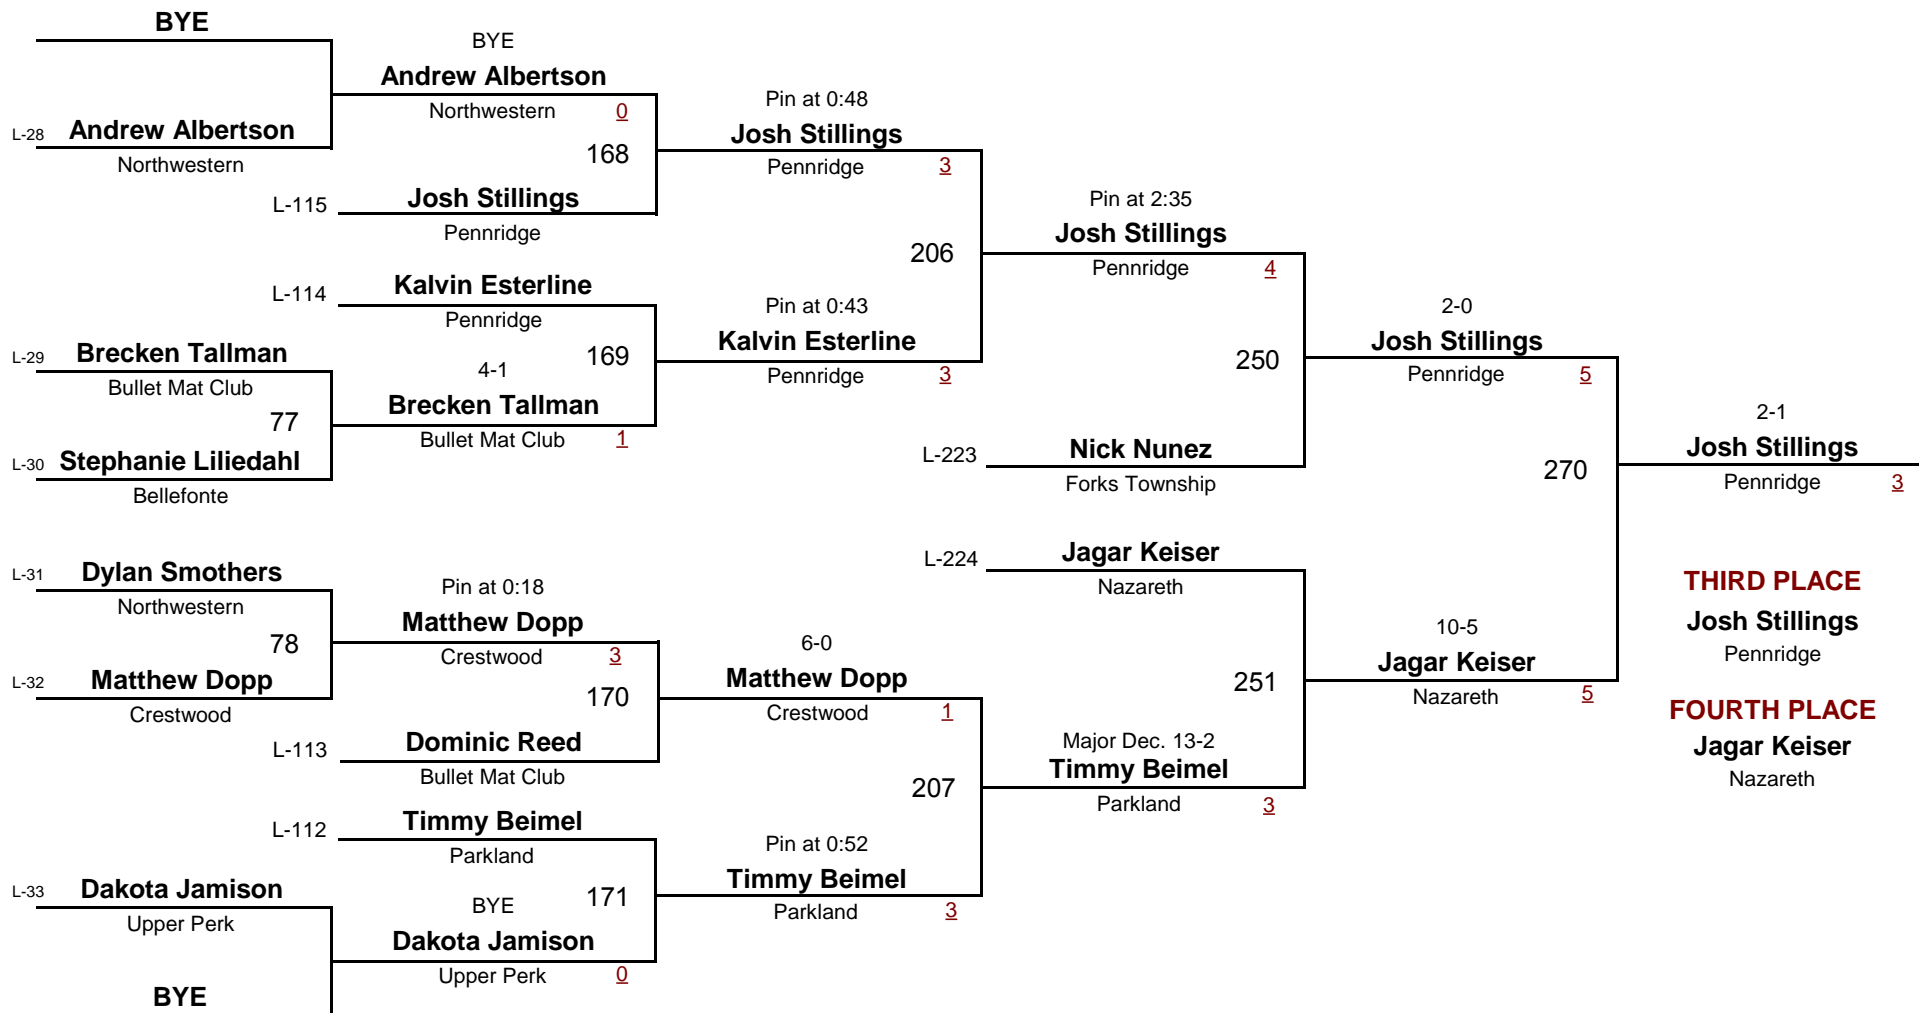 BYE
L-28 Andrew Albertson
Northwestern
L-29 Brecken Tallman
Bullet Mat Club
77
L-30 Stephanie Liliedahl
Bellefonte
L-31 Dylan Smothers
Northwestern
78
L-32 Matthew Dopp
Crestwood
L-33 Dakota Jamison
Upper Perk
BYE
BYE
Andrew Albertson
Northwestern 0
168
L-115 Josh Stillings
Pennridge
L-114 Kalvin Esterline
Pennridge
169
4-1
Brecken Tallman
Bullet Mat Club 1
Pin at 0:18
Matthew Dopp
Crestwood 3
170
L-113 Dominic Reed
Bullet Mat Club
L-112 Timmy Beimel
Parkland
171
BYE
Dakota Jamison
Upper Perk 0
Pin at 0:48
Josh Stillings
Pennridge 3
206
Pin at 0:43
Kalvin Esterline
Pennridge 3
6-0
Matthew Dopp
Crestwood 1
207
Pin at 0:52
Timmy Beimel
Parkland 3
Pin at 2:35
Josh Stillings
Pennridge 4
250
L-223 Nick Nunez
Forks Township
L-224 Jagar Keiser
Nazareth
251
Major Dec. 13-2
Timmy Beimel
Parkland 3
2-0
Josh Stillings
Pennridge 5
270
10-5
Jagar Keiser
Nazareth 5
2-1
Josh Stillings
Pennridge 3
THIRD PLACE
Josh Stillings
Pennridge
FOURTH PLACE
Jagar Keiser
Nazareth